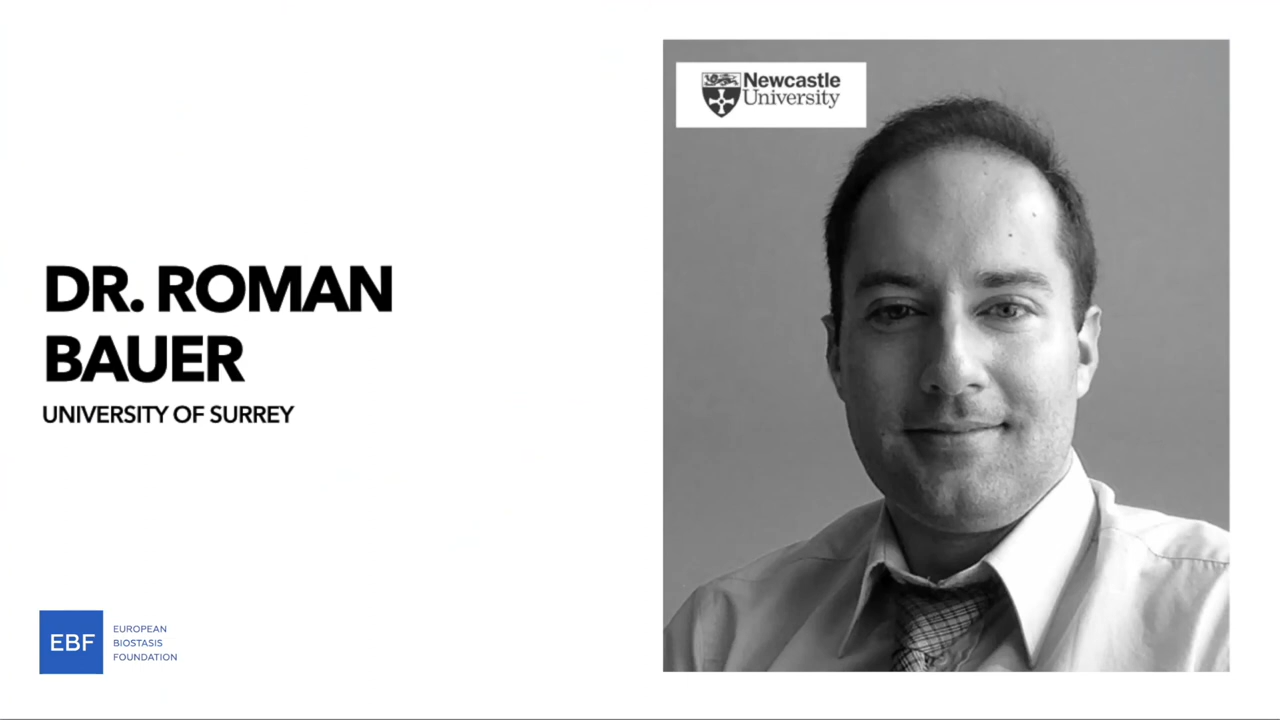 DR. ROMAN
BAUER
UNIVERSITY OF SURREY
EBF
EUROPEAN
BIOSTASIS
FOUNDATION
Newcastle
University